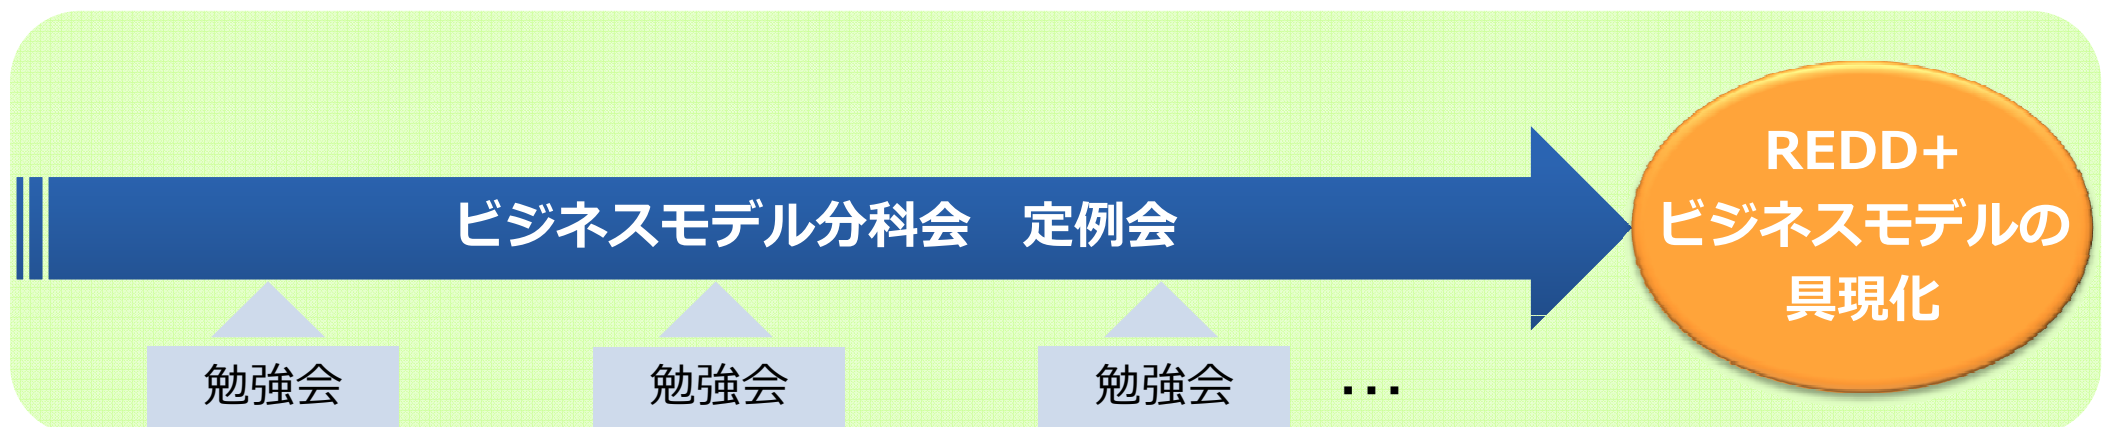 REDD+
ビジネスモデル分科会　定例会
ビジネスモデルの
具現化
勉強会
勉強会
勉強会
・・・